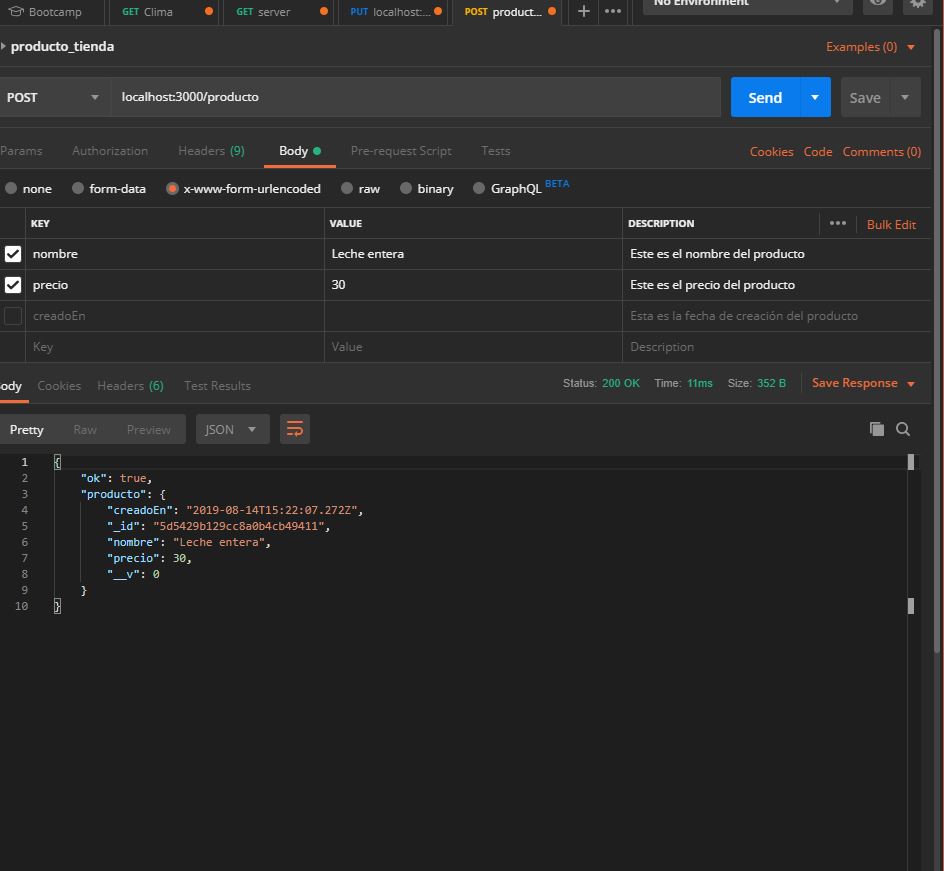 Bootcamp GET Clima GET server PUT localhost:... POST product... No Environment
producto_tienda Examples (0)
POST localhost:3000/producto Send Save
Params Authorization Headers (9) Body Pre-request Script Tests Cookies Code Comments (0)
none form-data x-www-form-urlencoded raw binary GraphQL BETA
KEY VALUE DESCRIPTION Bulk Edit
nombre Leche entera Este es el nombre del producto
precio 30 Este es el precio del producto
creadoEn Esta es la fecha de creación del producto
Key Value Description
ody Cookies Headers (6) Test Results Status: 200 OK Time: 11ms Size: 352 B Save Response
Pretty Raw Preview JSON
1 {
2 "ok": true,
3 "producto": {
4 "creadoEn": "2019-08-14T15:22:07.272Z",
5 "_id": "5d5429b129cc8a0b4cb49411",
6 "nombre": "Leche entera",
7 "precio": 30,
8 "__v": 0
9 }
10 }